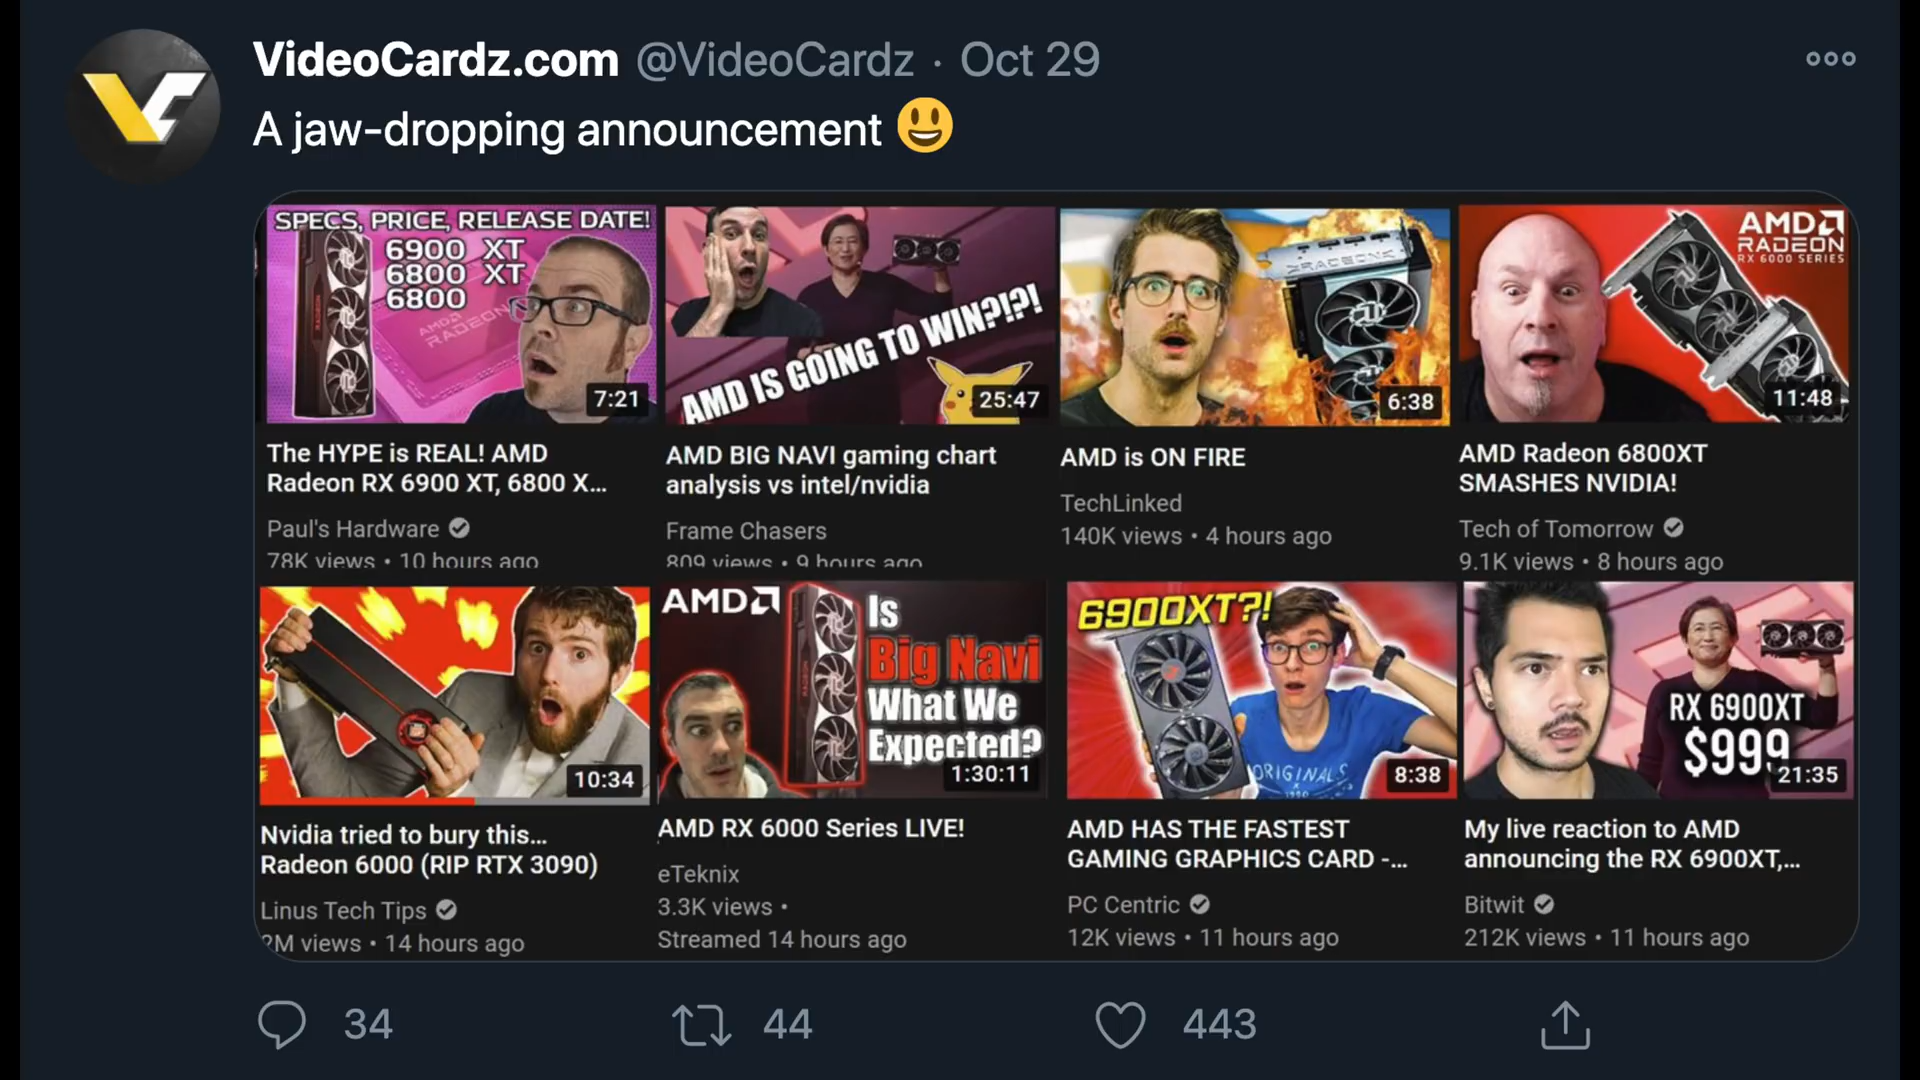 VideoCardz.com @VideoCardz · Oct 29
A jaw-dropping announcement 😃
SPECS, PRICE, RELEASE DATE!
6900 XT
6800 XT
6800
AMD
RADEON
7:21
The HYPE is REAL! AMD
Radeon RX 6900 XT, 6800 X...
Paul's Hardware
78K views • 10 hours ago
AMD IS GOING TO WIN?!?!
25:47
AMD BIG NAVI gaming chart
analysis vs intel/nvidia
Frame Chasers
809 views • 9 hours ago
RADEON
6:38
AMD is ON FIRE
TechLinked
140K views • 4 hours ago
AMD
RADEON
RX 6000 SERIES
11:48
AMD Radeon 6800XT
SMASHES NVIDIA!
Tech of Tomorrow
9.1K views • 8 hours ago
10:34
Nvidia tried to bury this...
Radeon 6000 (RIP RTX 3090)
Linus Tech Tips
2M views • 14 hours ago
AMD
Is
Big Navi
What We
Expected?
1:30:11
AMD RX 6000 Series LIVE!
eTeknix
3.3K views •
Streamed 14 hours ago
6900XT?!
ORIGINALS
8:38
AMD HAS THE FASTEST
GAMING GRAPHICS CARD -...
PC Centric
12K views • 11 hours ago
RX 6900XT
$999
21:35
My live reaction to AMD
announcing the RX 6900XT,...
Bitwit
212K views • 11 hours ago
34
44
443